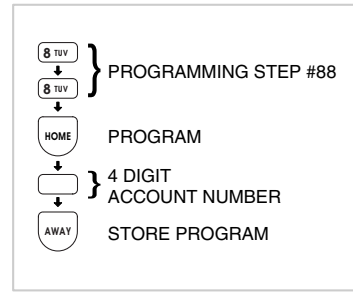 8 TUV
8 TUV
PROGRAMMING STEP #88
HOME
PROGRAM
4 DIGIT
ACCOUNT NUMBER
AWAY
STORE PROGRAM